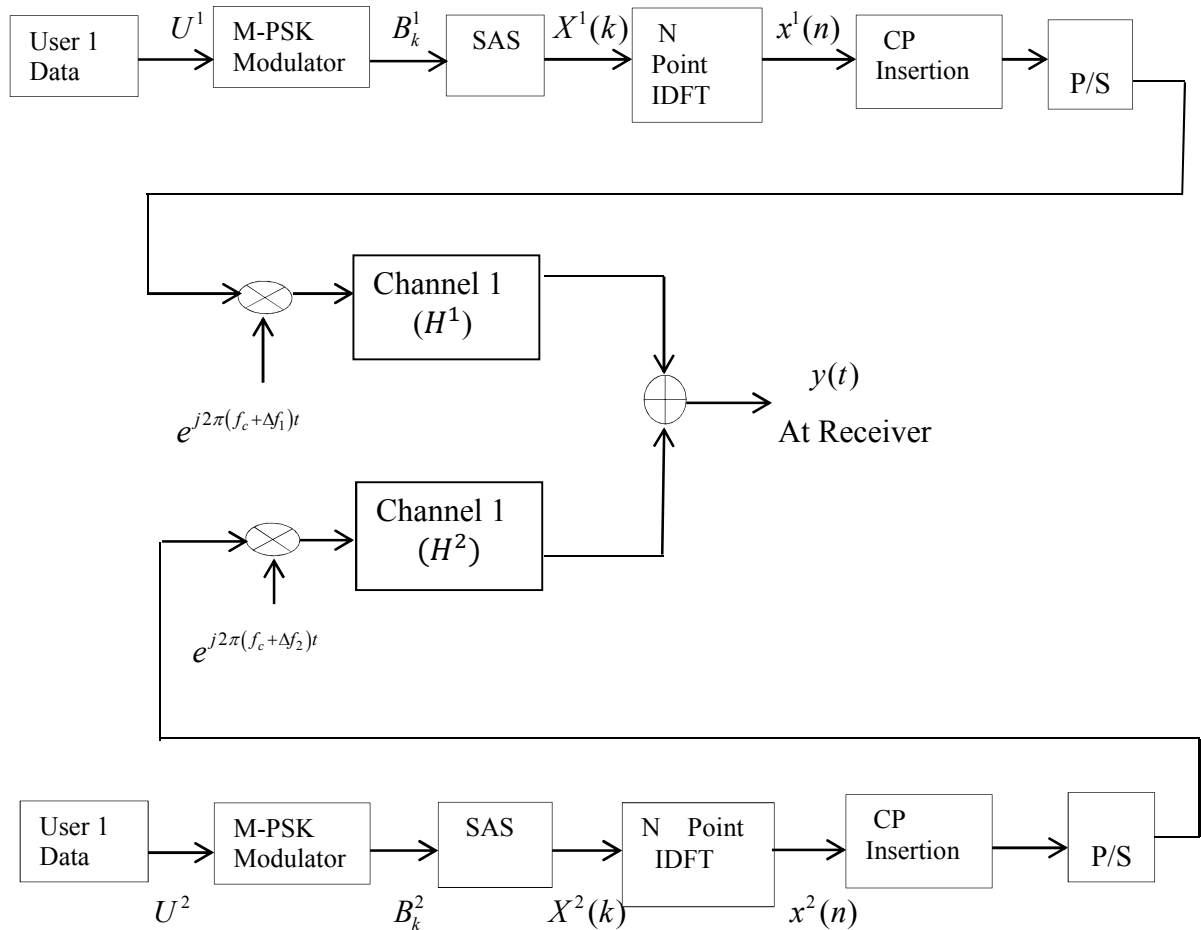 User 1
Data
U^1
M-PSK
Modulator
B_k^1
SAS
X^1(k)
N
Point
IDFT
x^1(n)
CP
Insertion
P/S
Channel 1
(H^1)
e^{j2π(f_c+Δf_1)t}
y(t)
At Receiver
Channel 1
(H^2)
e^{j2π(f_c+Δf_2)t}
User 1
Data
U^2
M-PSK
Modulator
B_k^2
SAS
X^2(k)
N Point
IDFT
x^2(n)
CP
Insertion
P/S